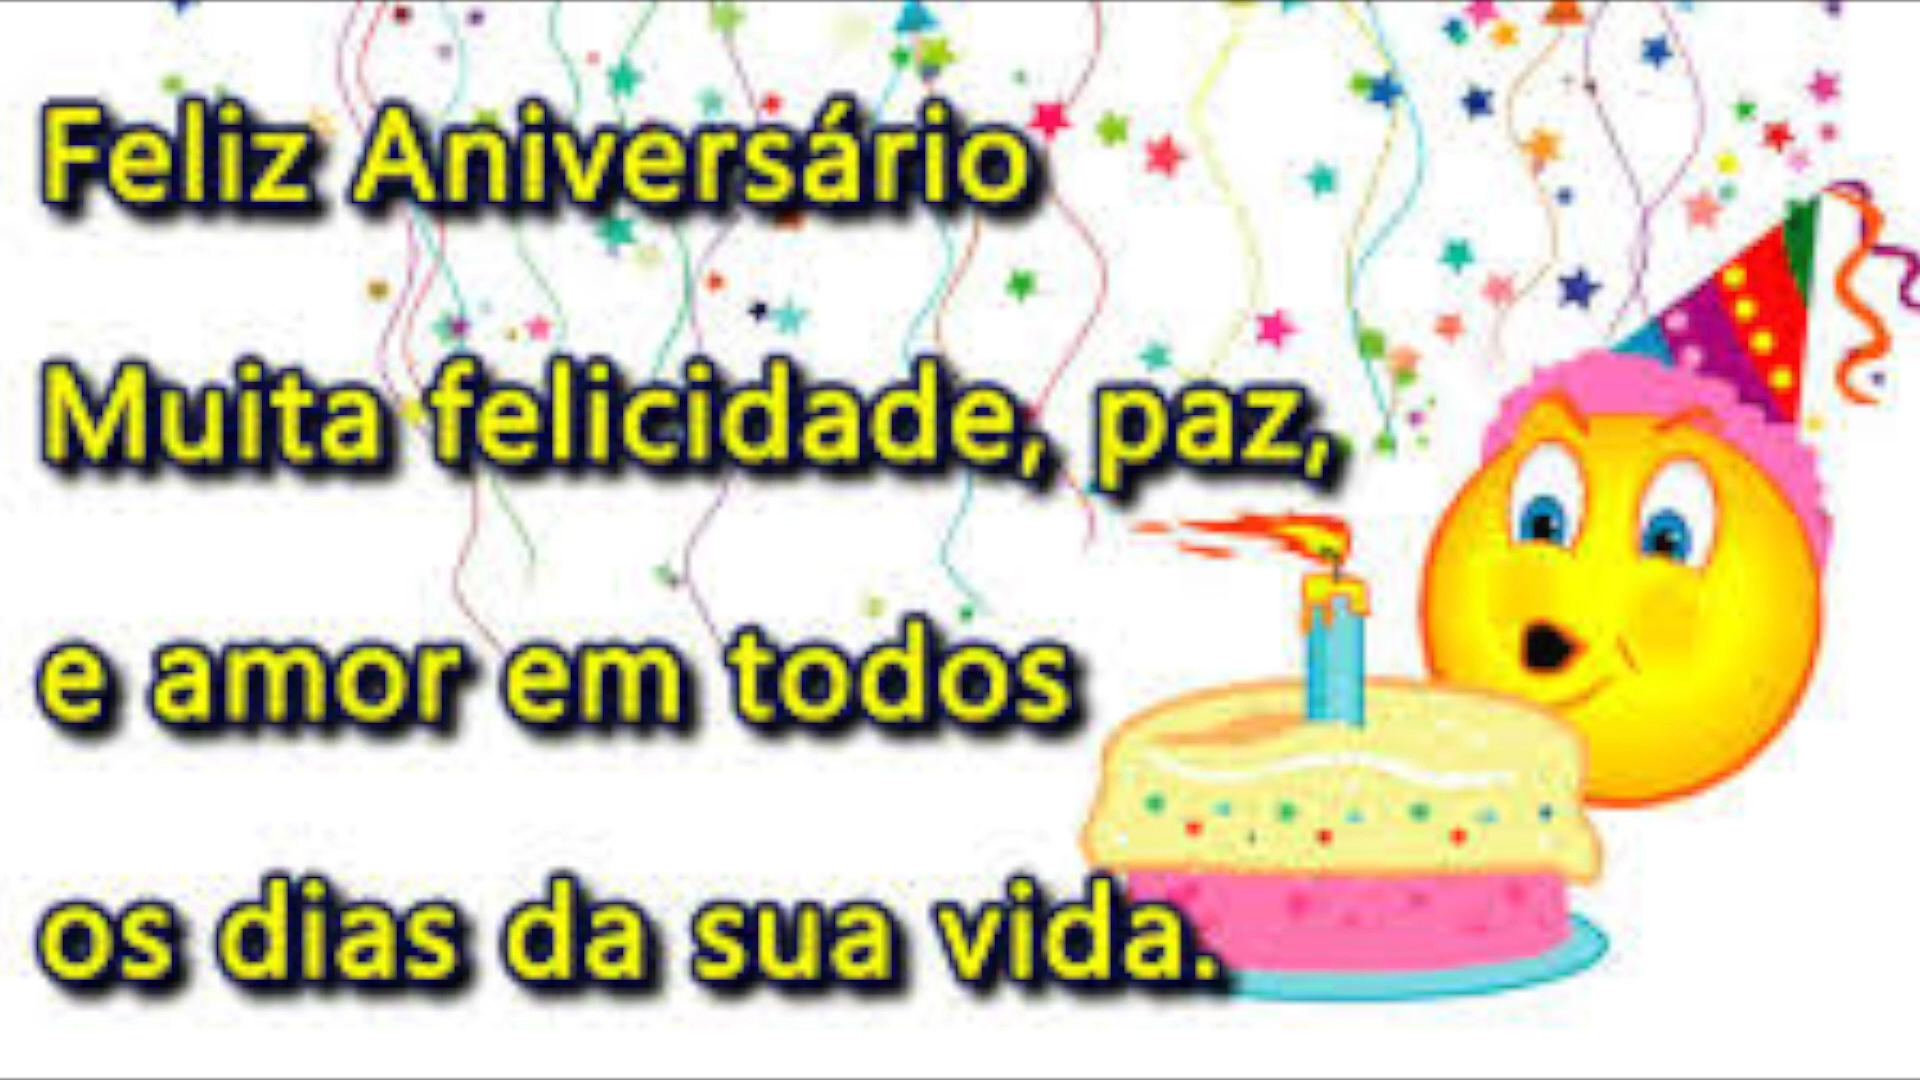 Feliz Aniversário
Muita felicidade, paz,
e amor em todos
os dias da sua vida.